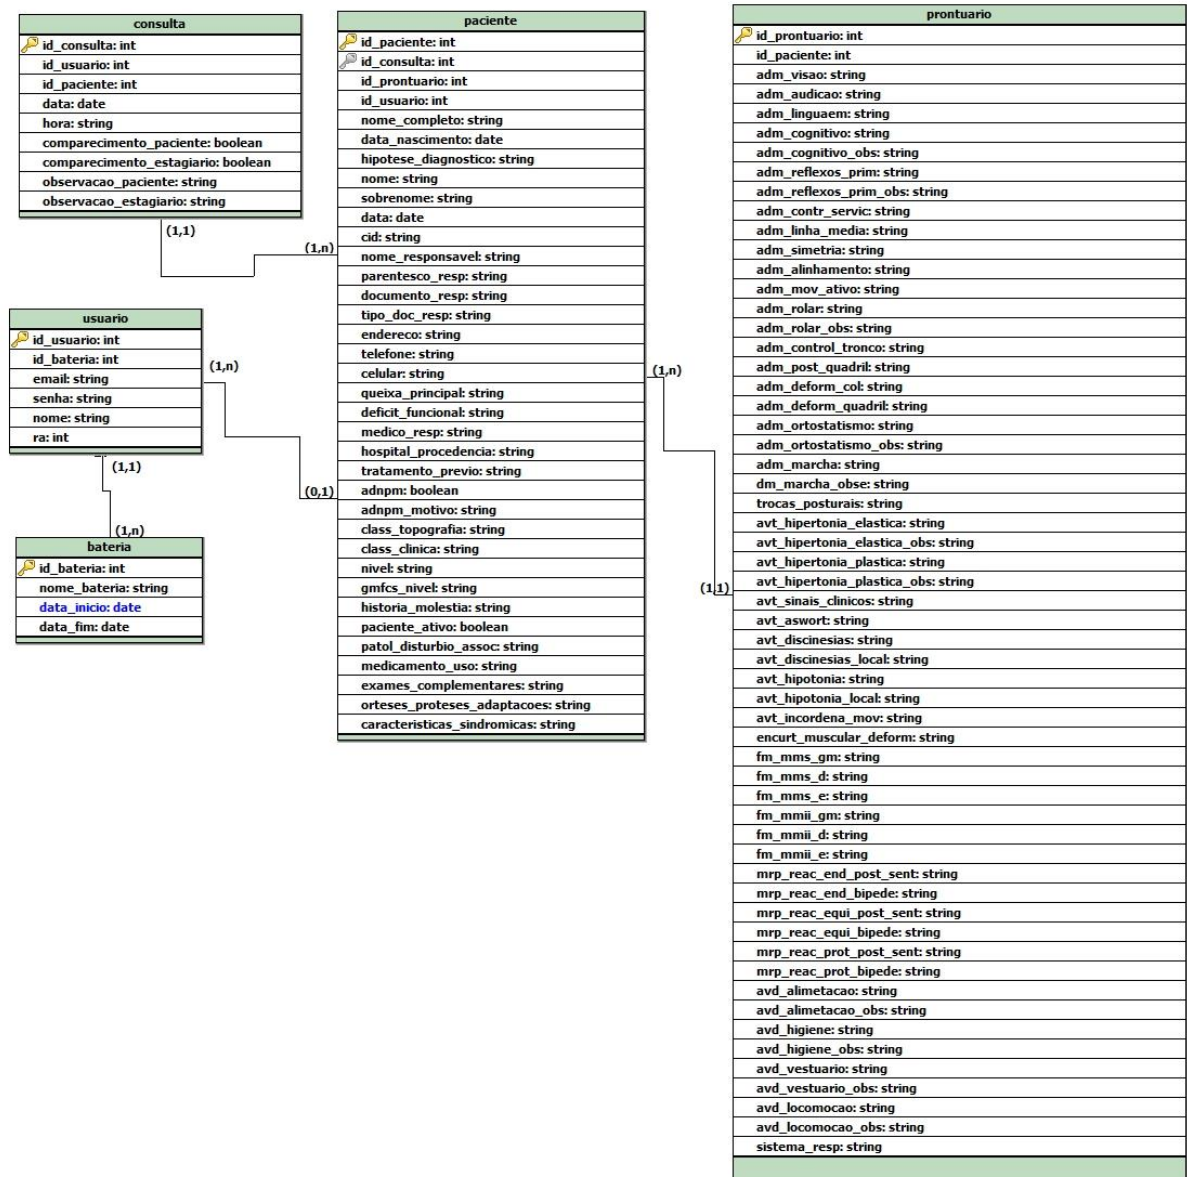 consulta
id_consulta: int
id_usuario: int
id_paciente: int
data: date
hora: string
comparecimento_paciente: boolean
comparecimento_estagiario: boolean
observacao_paciente: string
observacao_estagiario: string
(1,1)
(1,n)
usuario
id_usuario: int
id_bateria: int
email: string
senha: string
nome: string
ra: int
(1,n)
(0,1)
(1,1)
(1,n)
bateria
id_bateria: int
nome_bateria: string
data_inicio: date
data_fim: date
paciente
id_paciente: int
id_consulta: int
id_prontuario: int
id_usuario: int
nome_completo: string
data_nascimento: date
hipotese_diagnostico: string
nome: string
sobrenome: string
data: date
cid: string
nome_responsavel: string
parentesco_resp: string
documento_resp: string
tipo_doc_resp: string
endereco: string
telefone: string
celular: string
queixa_principal: string
deficit_funcional: string
medico_resp: string
hospital_procedencia: string
tratamento_previo: string
adnpm: boolean
adnpm_motivo: string
class_topografia: string
class_clinica: string
nivel: string
gmfcs_nivel: string
historia_molestia: string
paciente_ativo: boolean
patol_disturbio_assoc: string
medicamento_uso: string
exames_complementares: string
orteses_proteses_adaptacoes: string
caracteristicas_sindromicas: string
(1,n)
(1,1)
prontuario
id_prontuario: int
id_paciente: int
adm_visao: string
adm_audicao: string
adm_linguaem: string
adm_cognitivo: string
adm_cognitivo_obs: string
adm_reflexos_prim: string
adm_reflexos_prim_obs: string
adm_contr_servic: string
adm_linha_media: string
adm_simetria: string
adm_alinhamento: string
adm_mov_ativo: string
adm_rolar: string
adm_rolar_obs: string
adm_control_tronco: string
adm_post_quadril: string
adm_deform_col: string
adm_deform_quadril: string
adm_ortostatismo: string
adm_ortostatismo_obs: string
adm_marcha: string
dm_marcha_obse: string
trocas_posturais: string
avt_hipertonia_elastica: string
avt_hipertonia_elastica_obs: string
avt_hipertonia_plastica: string
avt_hipertonia_plastica_obs: string
avt_sinais_clinicos: string
avt_aswort: string
avt_discinesias: string
avt_discinesias_local: string
avt_hipotonia: string
avt_hipotonia_local: string
avt_incordena_mov: string
encurt_muscular_deform: string
fm_mms_gm: string
fm_mms_d: string
fm_mms_e: string
fm_mmii_gm: string
fm_mmii_d: string
fm_mmii_e: string
mrp_reac_end_post_sent: string
mrp_reac_end_bipede: string
mrp_reac_equi_post_sent: string
mrp_reac_equi_bipede: string
mrp_reac_prot_post_sent: string
mrp_reac_prot_bipede: string
avd_alimetacao: string
avd_alimetacao_obs: string
avd_higiene: string
avd_higiene_obs: string
avd_vestuario: string
avd_vestuario_obs: string
avd_locomocao: string
avd_locomocao_obs: string
sistema_resp: string